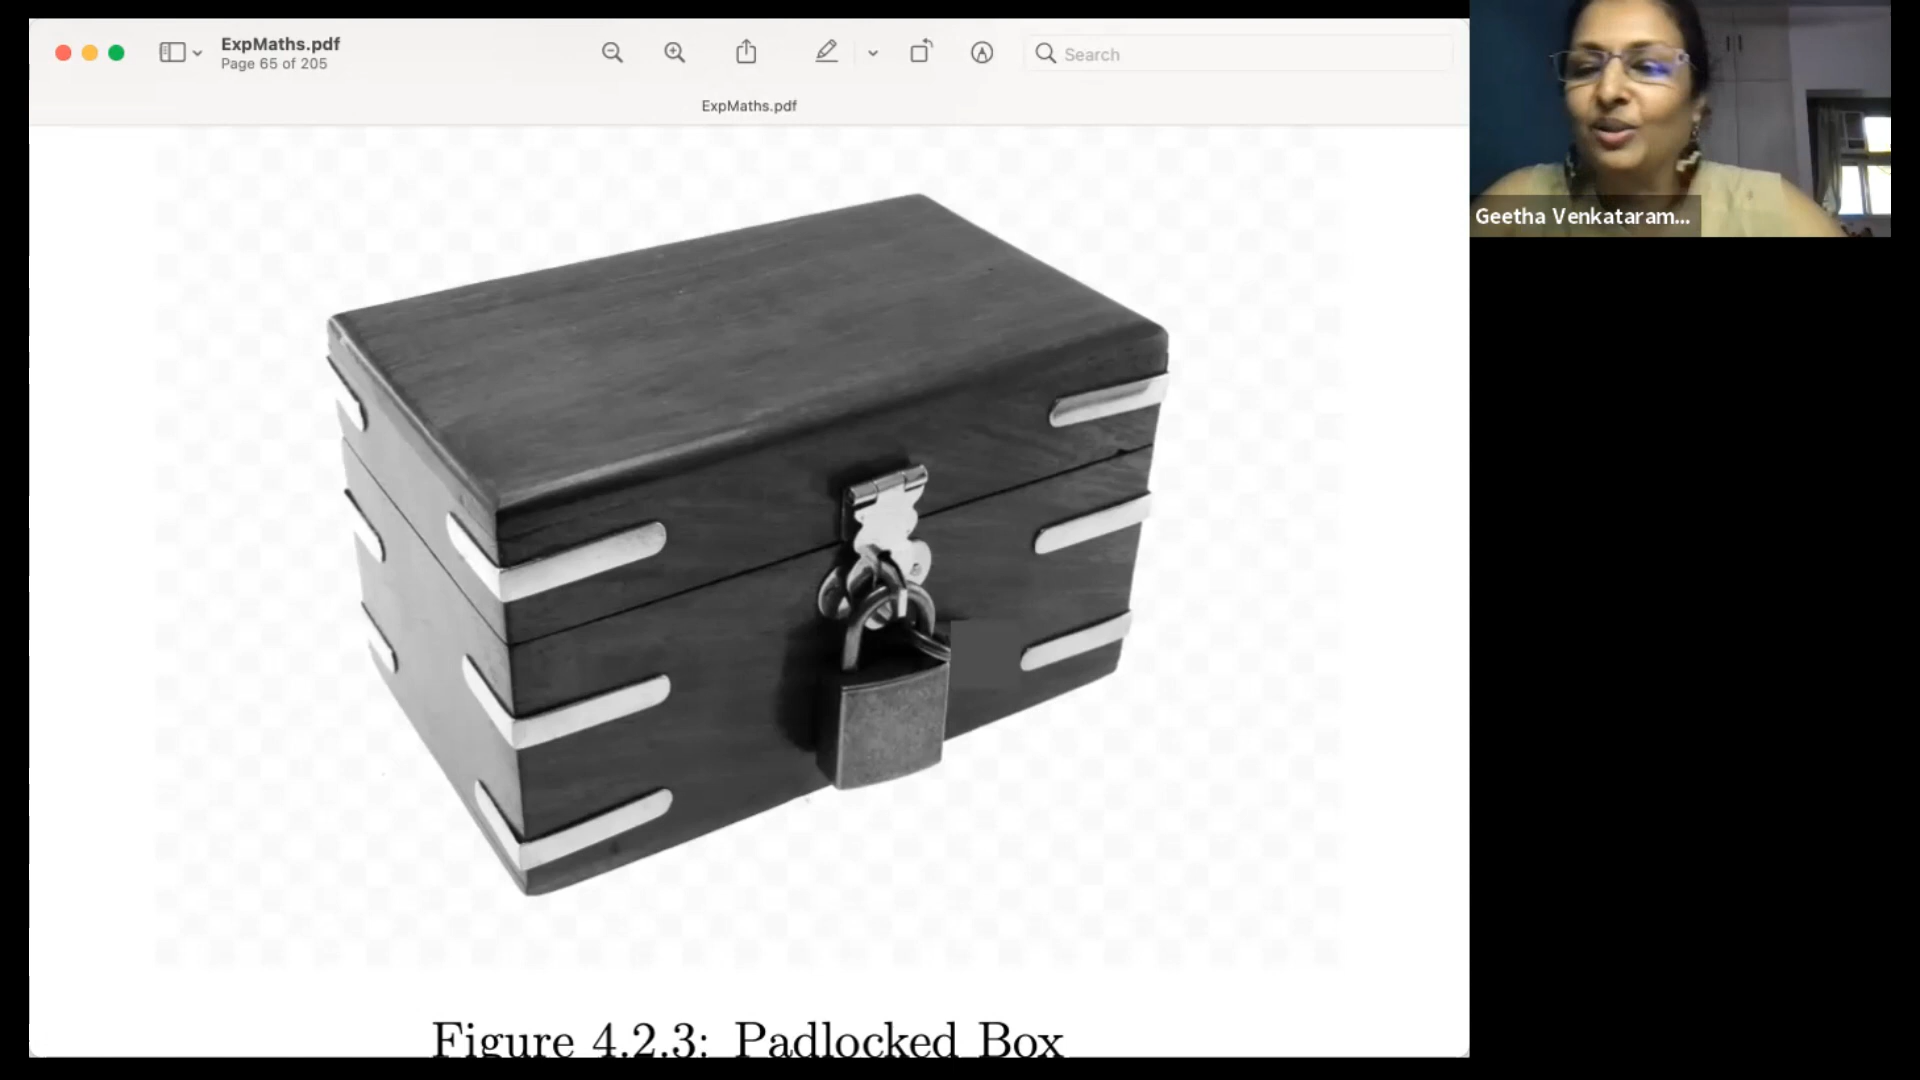 ExpMaths.pdf
Page 65 of 205
Search
ExpMaths.pdf
Geetha Venkataram...
Figure 4.2.3: Padlocked Box